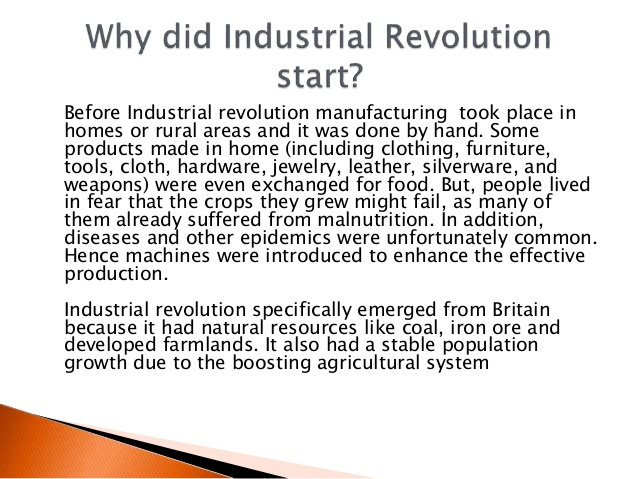 Why did Industrial Revolution
start?
Before Industrial revolution manufacturing took place in
homes or rural areas and it was done by hand. Some
products made in home (including clothing, furniture,
tools, cloth, hardware, jewelry, leather, silverware, and
weapons) were even exchanged for food. But, people lived
in fear that the crops they grew might fail, as many of
them already suffered from malnutrition. In addition,
diseases and other epidemics were unfortunately common.
Hence machines were introduced to enhance the effective
production.
Industrial revolution specifically emerged from Britain
because it had natural resources like coal, iron ore and
developed farmlands. It also had a stable population
growth due to the boosting agricultural system